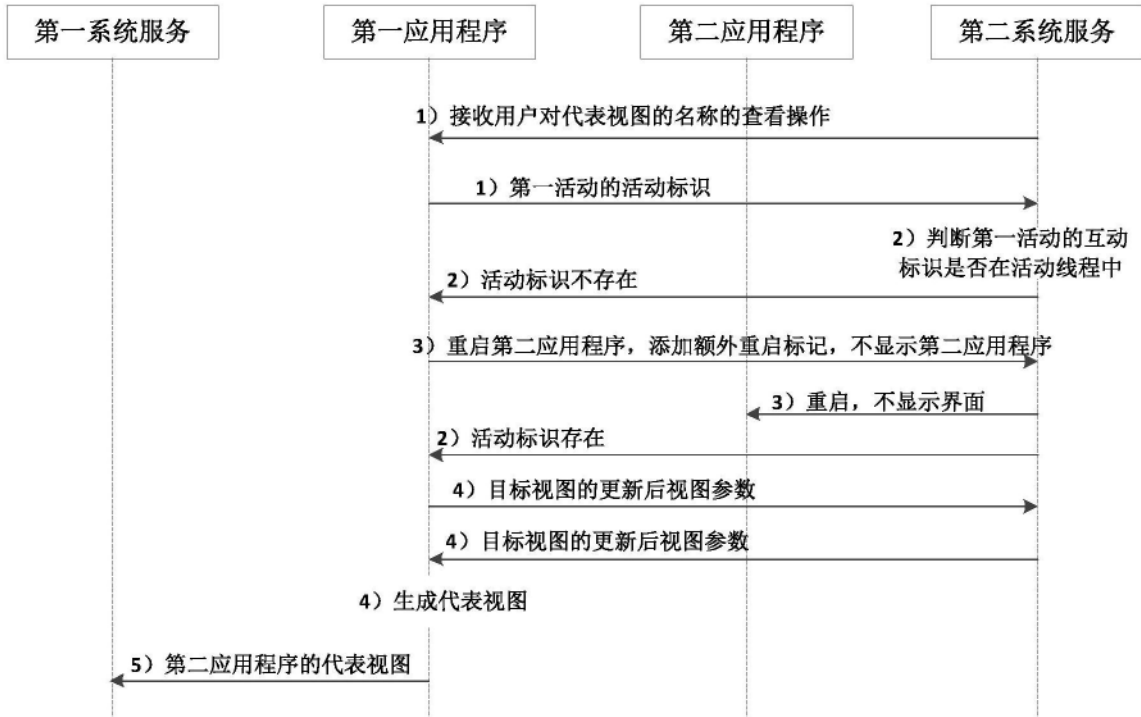 第一系统服务
第一应用程序
第二应用程序
第二系统服务
1）接收用户对代表视图的名称的查看操作
1）第一活动的活动标识
2）判断第一活动的互动
标识是否在活动线程中
2）活动标识不存在
3）重启第二应用程序，添加额外重启标记，不显示第二应用程序
3）重启，不显示界面
2）活动标识存在
4）目标视图的更新后视图参数
4）目标视图的更新后视图参数
4）生成代表视图
5）第二应用程序的代表视图